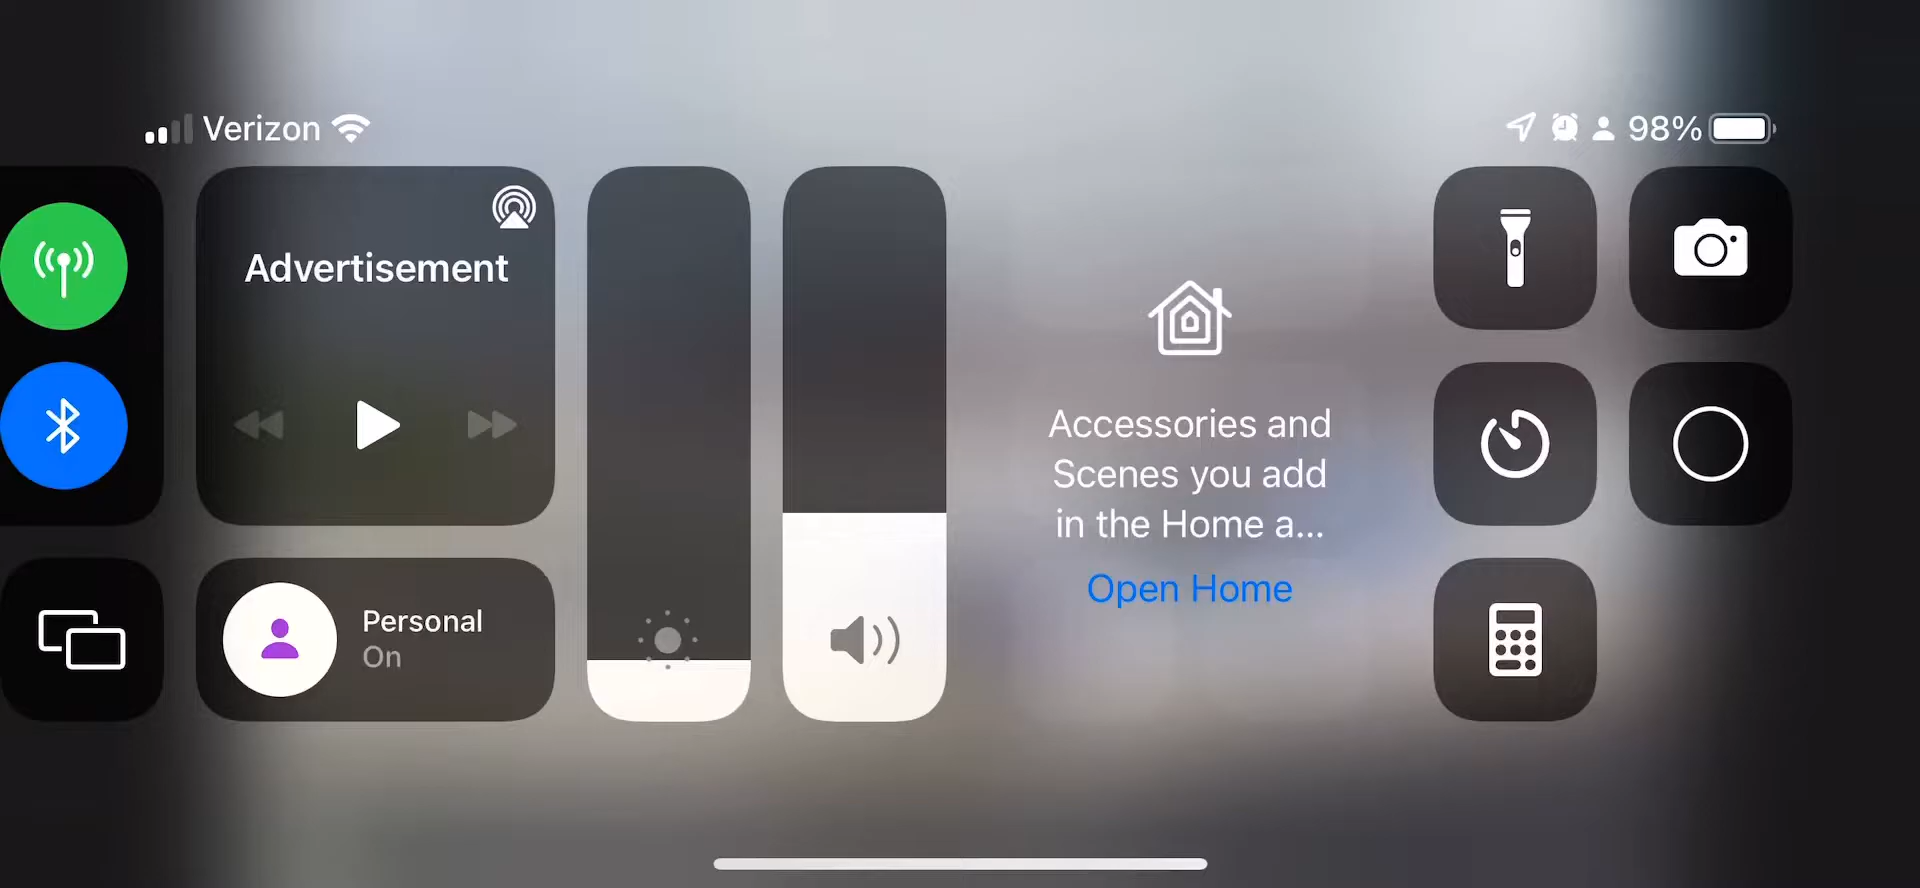 Verizon
98%
Advertisement
Personal
On
Accessories and
Scenes you add
in the Home a...
Open Home